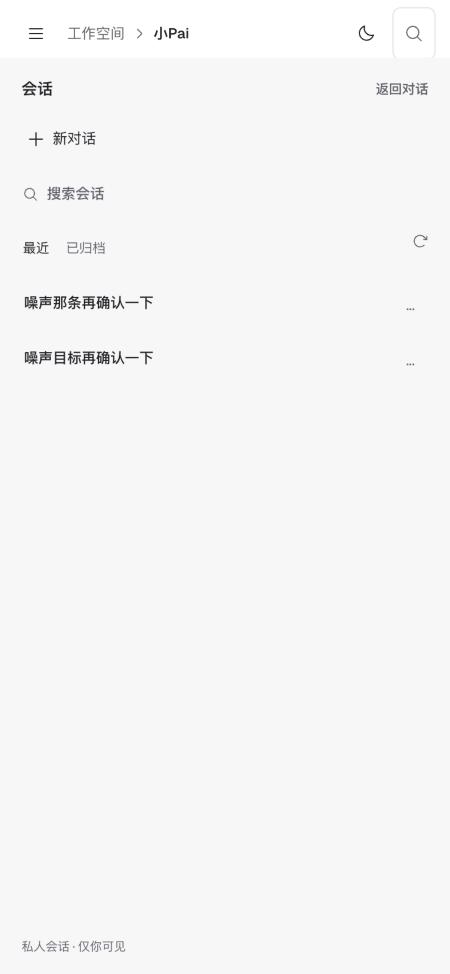 工作空间 > 小Pai
会话 返回对话
新对话
搜索会话
最近 已归档
噪声那条再确认一下 ...
噪声目标再确认一下 ...
私人会话 · 仅你可见